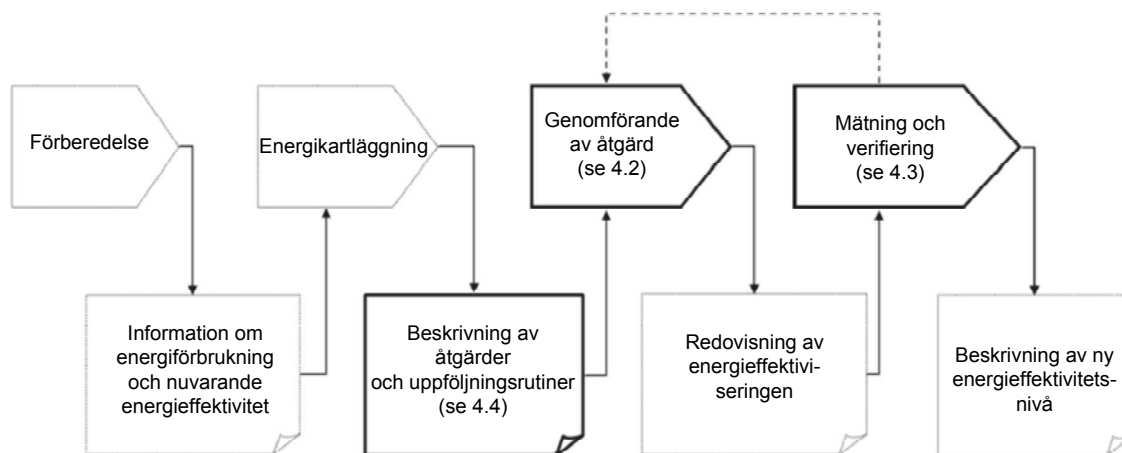 Förberedelse
Energikartläggning
Genomförande
av åtgärd
(se 4.2)
Mätning och
verifiering
(se 4.3)
Information om
energiförbrukning
och nuvarande
energieffektivitet
Beskrivning av
åtgärder
och uppföljningsrutiner
(se 4.4)
Redovisning av
energieffektivi-
seringen
Beskrivning av ny
energieffektivitets-
nivå